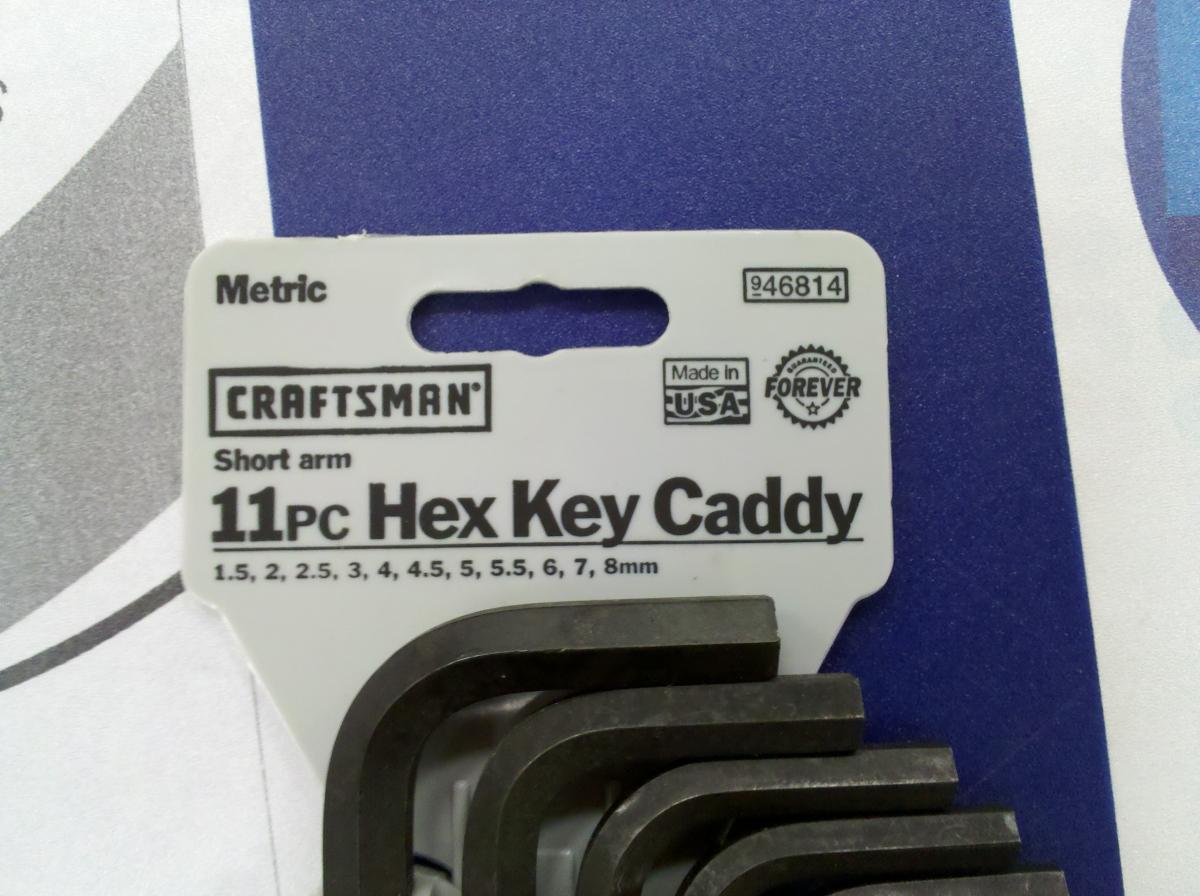 Metric
946814
CRAFTSMAN
Made in
USA
GUARANTEED
FOREVER
Short arm
11PC Hex Key Caddy
1.5, 2, 2.5, 3, 4, 4.5, 5, 5.5, 6, 7, 8mm